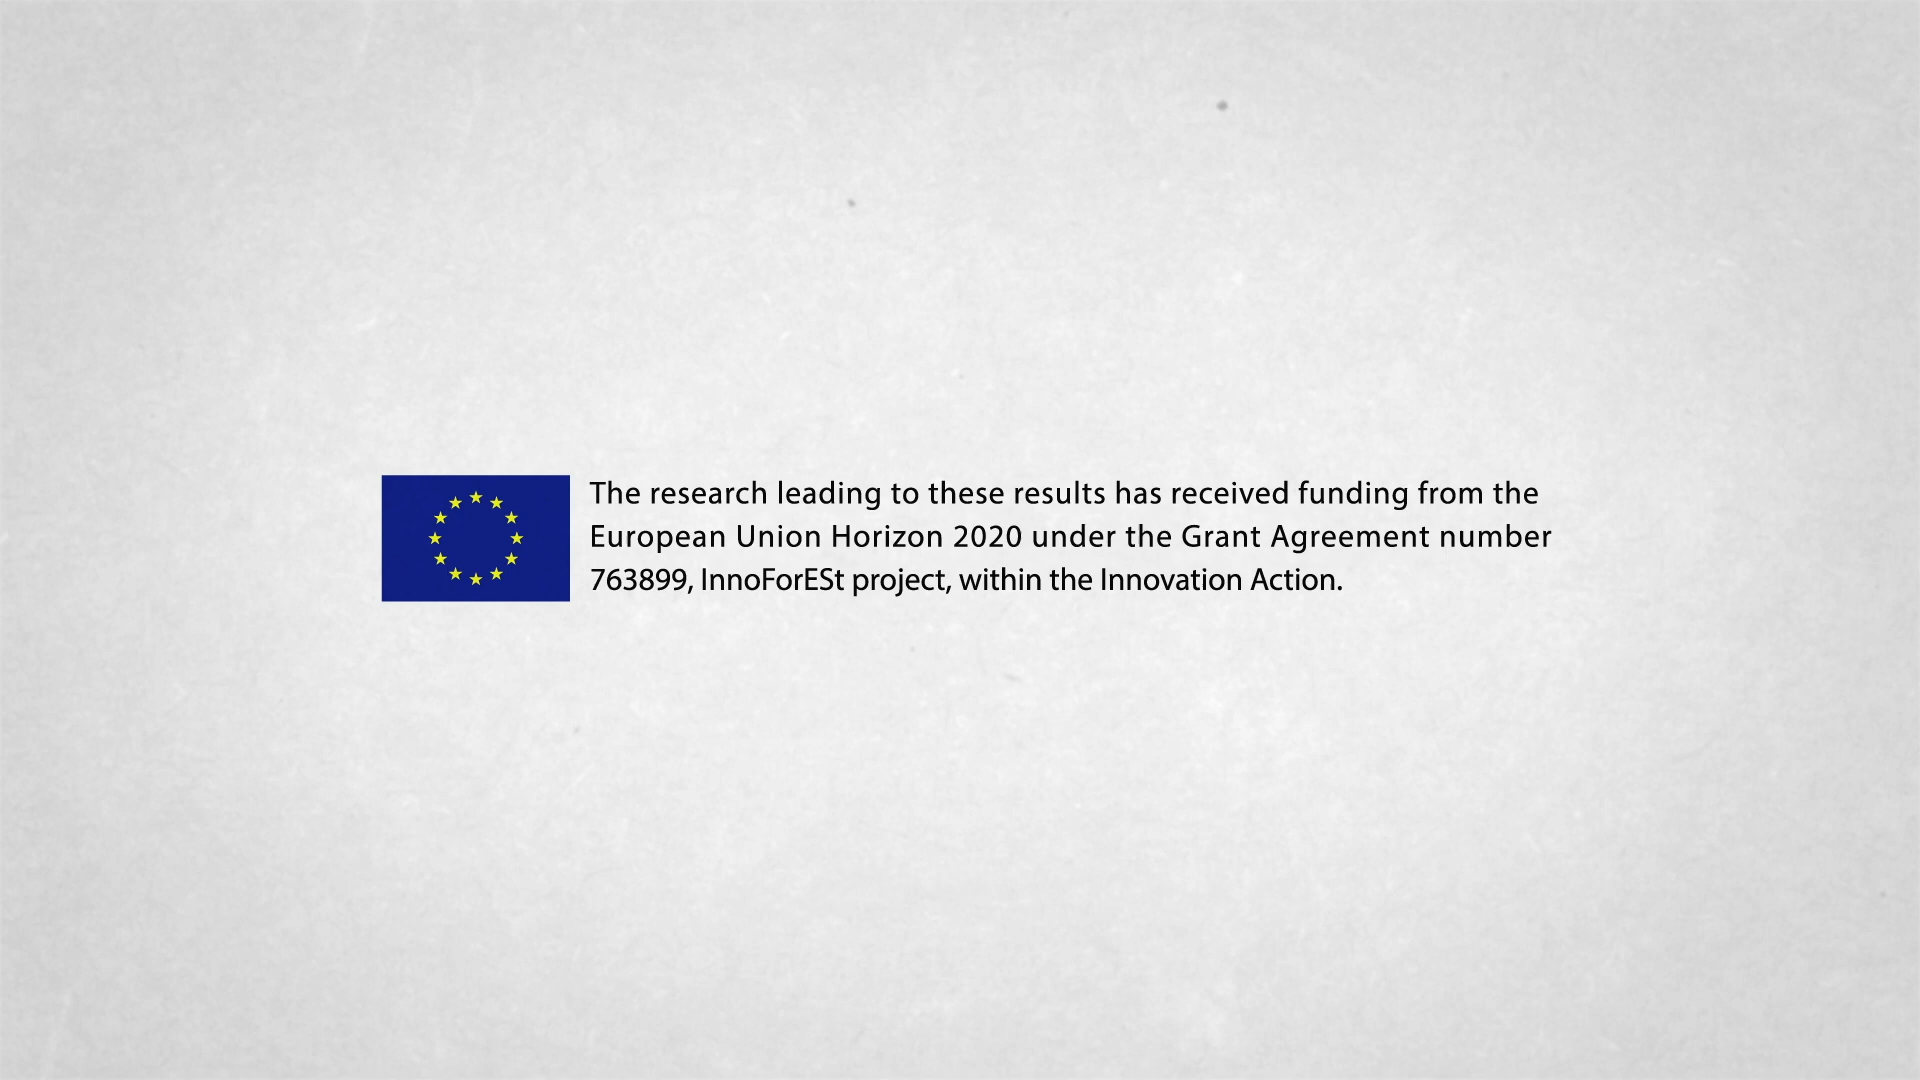 The research leading to these results has received funding from the
European Union Horizon 2020 under the Grant Agreement number
763899, InnoForESt project, within the Innovation Action.